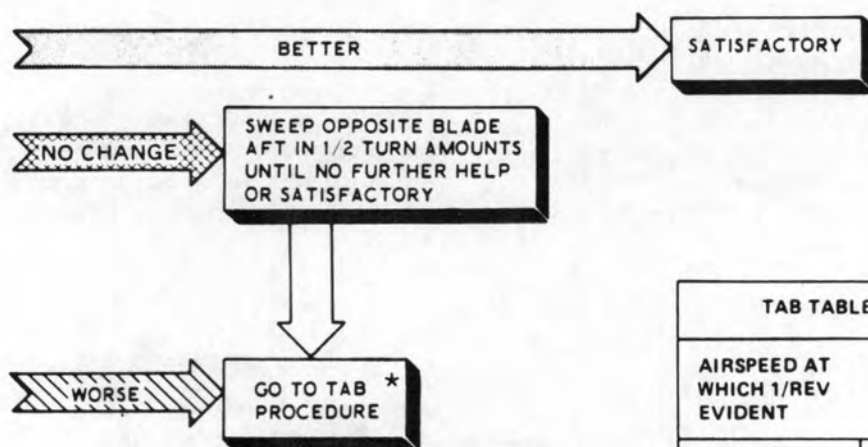 BETTER
SATISFACTORY
NO CHANGE
SWEEP OPPOSITE BLADE
AFT IN 1/2 TURN AMOUNTS
UNTIL NO FURTHER HELP
OR SATISFACTORY
WORSE
GO TO TAB *
PROCEDURE
TAB TABLE
AIRSPEED AT
WHICH 1/REV
EVIDENT